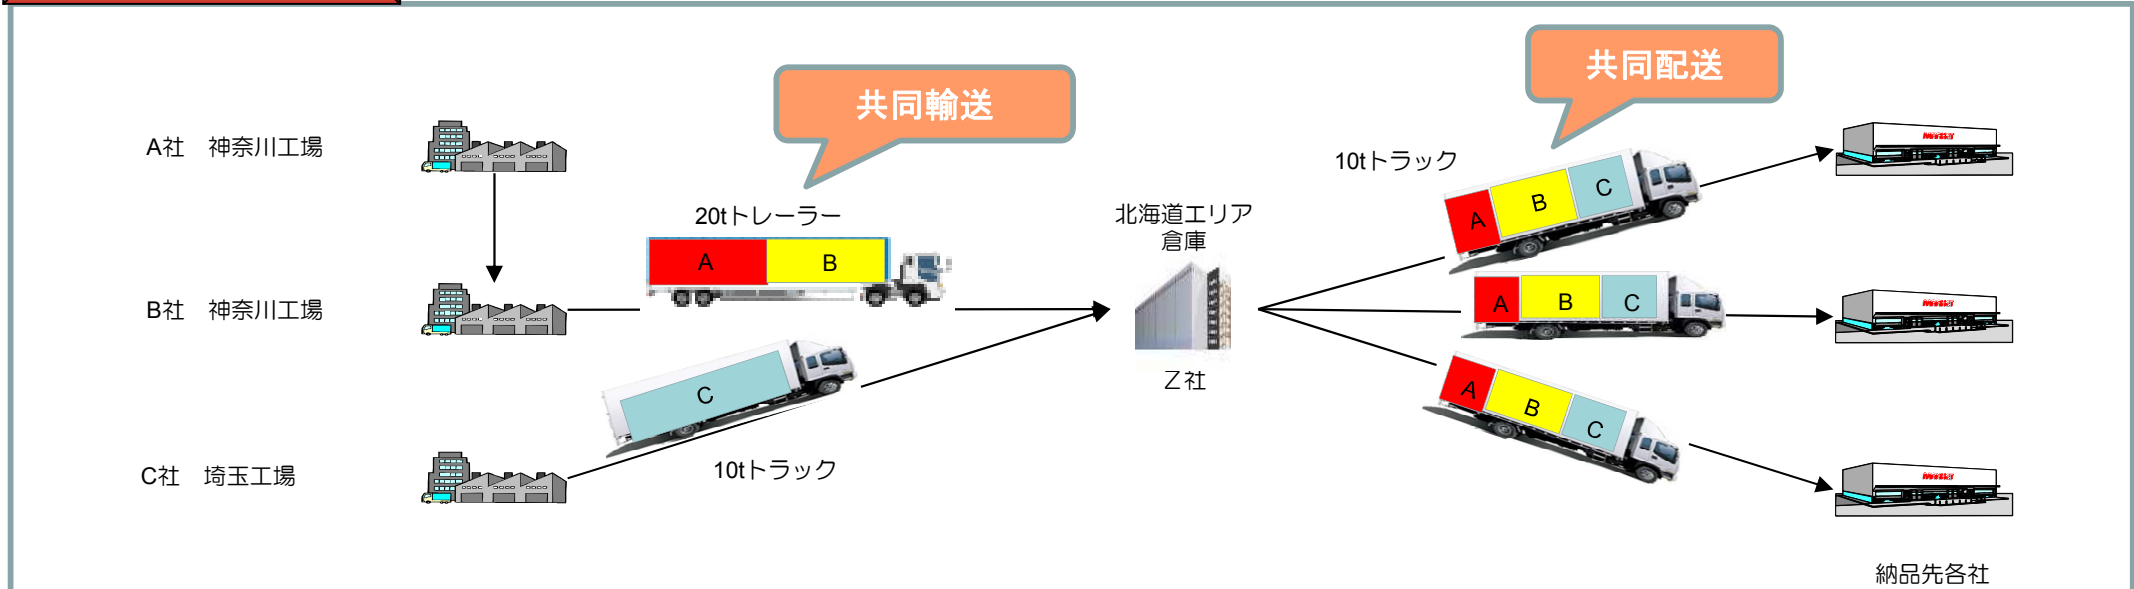 共同輸送
共同配送
A社　神奈川工場
10tトラック
A
B
C
20tトレーラー
A
B
北海道エリア
倉庫
B社　神奈川工場
A
B
C
Z社
C
A
B
C
10tトラック
C社　埼玉工場
納品先各社